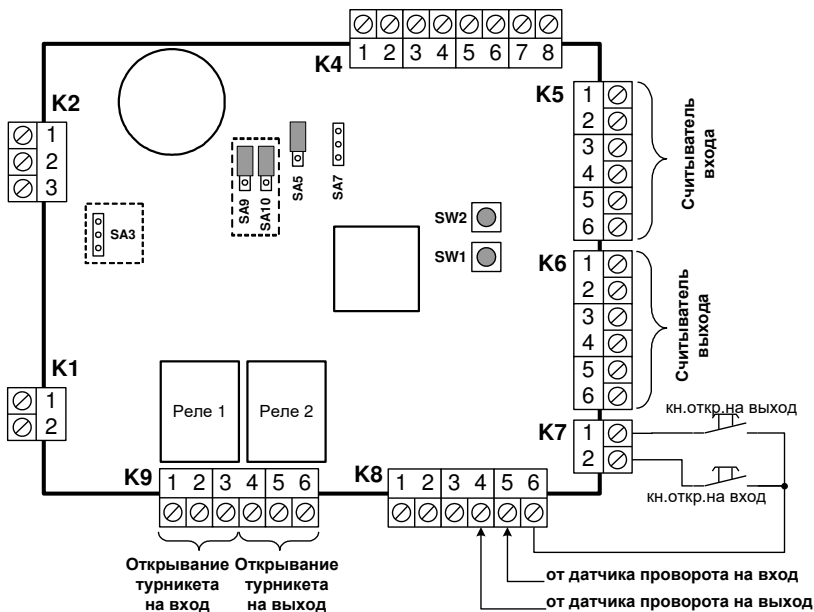 K4
1 2 3 4 5 6 7 8
K2
1
2
3
SA3
SA9
SA10
SA5
SA7
SW2
SW1
K5
1
2
3
4
5
6
Считыватель
входа
K6
1
2
3
4
5
6
Считыватель
выхода
K1
1
2
Реле 1
Реле 2
K7
1
2
кн.откр.на выход
кн.откр.на вход
K9
1 2 3 4 5 6
K8
1 2 3 4 5 6
Открывание
турникета
на вход
Открывание
турникета
на выход
от датчика проворота на вход
от датчика проворота на выход